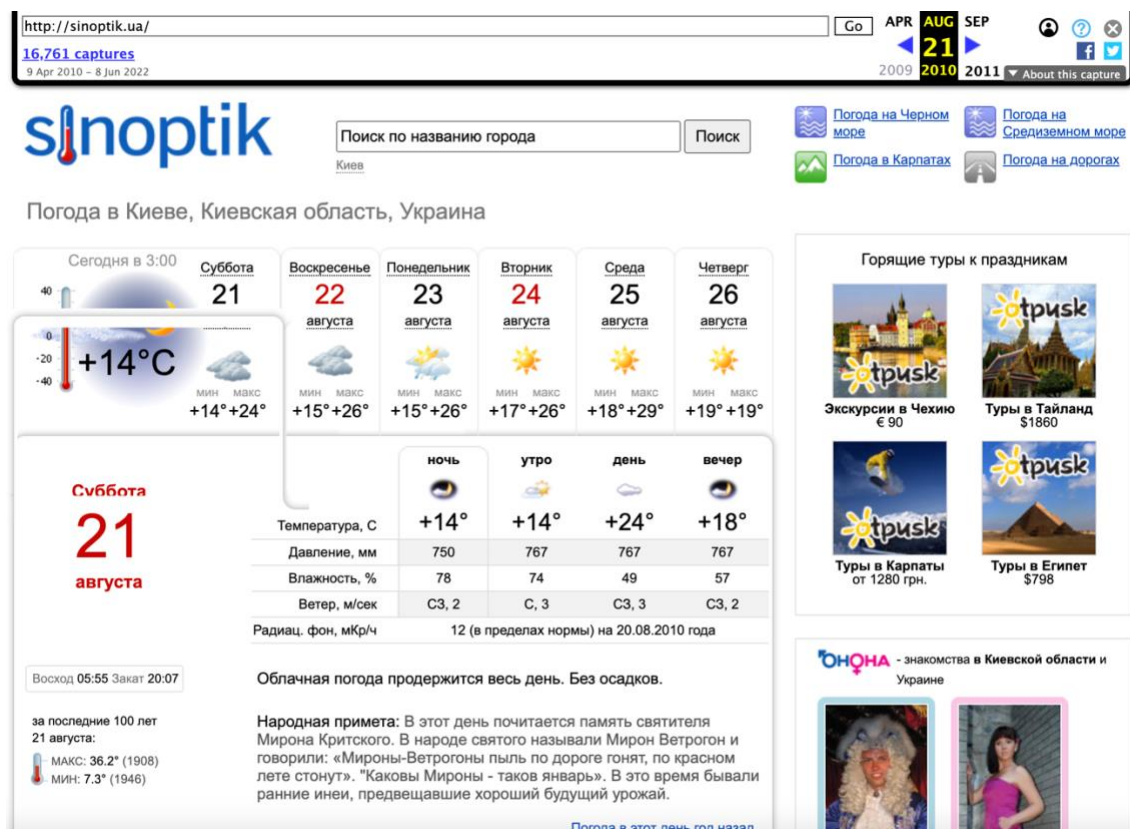 http://sinoptik.ua/
Go
APR AUG SEP
16,761 captures
21
9 Apr 2010 – 8 Jun 2022
2009 2010 2011
About this capture
sinoptik
Поиск по названию города
Поиск
Киев
Погода на Черном море
Погода на Средиземном море
Погода в Карпатах
Погода на дорогах
Погода в Киеве, Киевская область, Украина
Сегодня в 3:00
40
0
-20
-40
+14°C
Суббота
21
мин макс
+14° +24°
Воскресенье
22
августа
мин макс
+15° +26°
Понедельник
23
августа
мин макс
+15° +26°
Вторник
24
августа
мин макс
+17° +26°
Среда
25
августа
мин макс
+18° +29°
Четверг
26
августа
мин макс
+19° +19°
Суббота
21
августа
ночь утро день вечер
Температура, С +14° +14° +24° +18°
Давление, мм 750 767 767 767
Влажность, % 78 74 49 57
Ветер, м/сек СЗ, 2 С, 3 СЗ, 3 СЗ, 2
Радиац. фон, мКр/ч 12 (в пределах нормы) на 20.08.2010 года
Восход 05:55 Закат 20:07
за последние 100 лет
21 августа:
МАКС: 36.2° (1908)
МИН: 7.3° (1946)
Облачная погода продержится весь день. Без осадков.
Народная примета: В этот день почитается память святителя
Мирона Критского. В народе святого называли Мирон Ветрогон и
говорили: «Мироны-Ветрогоны пыль по дороге гонят, по красном
лете стонут». "Каковы Мироны - таков январь». В это время бывали
ранние инеи, предвещавшие хороший будущий урожай.
Погода в этот день год назад
Горящие туры к праздникам
otpusk
Экскурсии в Чехию
€ 90
otpusk
Туры в Тайланд
$1860
otpusk
Туры в Карпаты
от 1280 грн.
otpusk
Туры в Египет
$798
ОНОНА - знакомства в Киевской области и
Украине